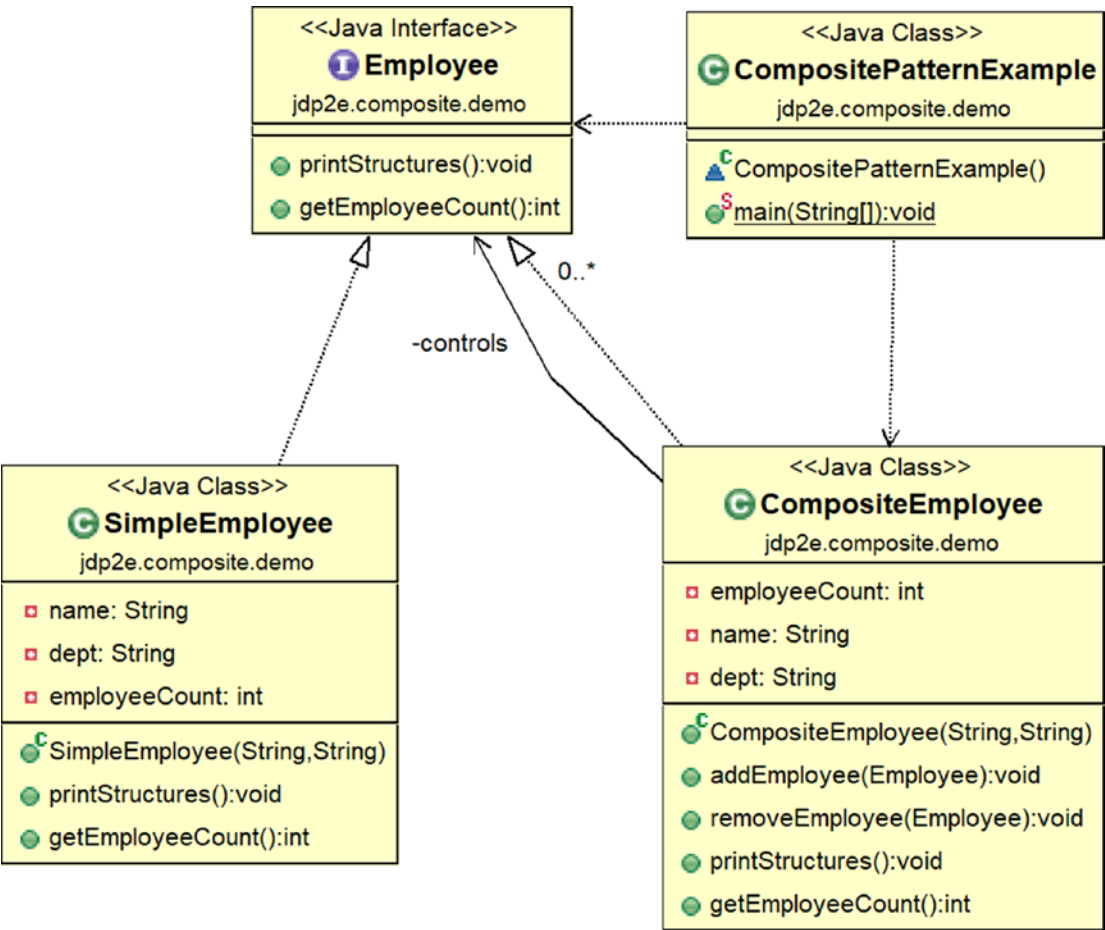 <<Java Interface>>
I Employee
jdp2e.composite.demo
printStructures():void
getEmployeeCount():int
<<Java Class>>
C CompositePatternExample
jdp2e.composite.demo
C CompositePatternExample()
S main(String[]):void
0..*
-controls
<<Java Class>>
C SimpleEmployee
jdp2e.composite.demo
name: String
dept: String
employeeCount: int
C SimpleEmployee(String,String)
printStructures():void
getEmployeeCount():int
<<Java Class>>
C CompositeEmployee
jdp2e.composite.demo
employeeCount: int
name: String
dept: String
C CompositeEmployee(String,String)
addEmployee(Employee):void
removeEmployee(Employee):void
printStructures():void
getEmployeeCount():int